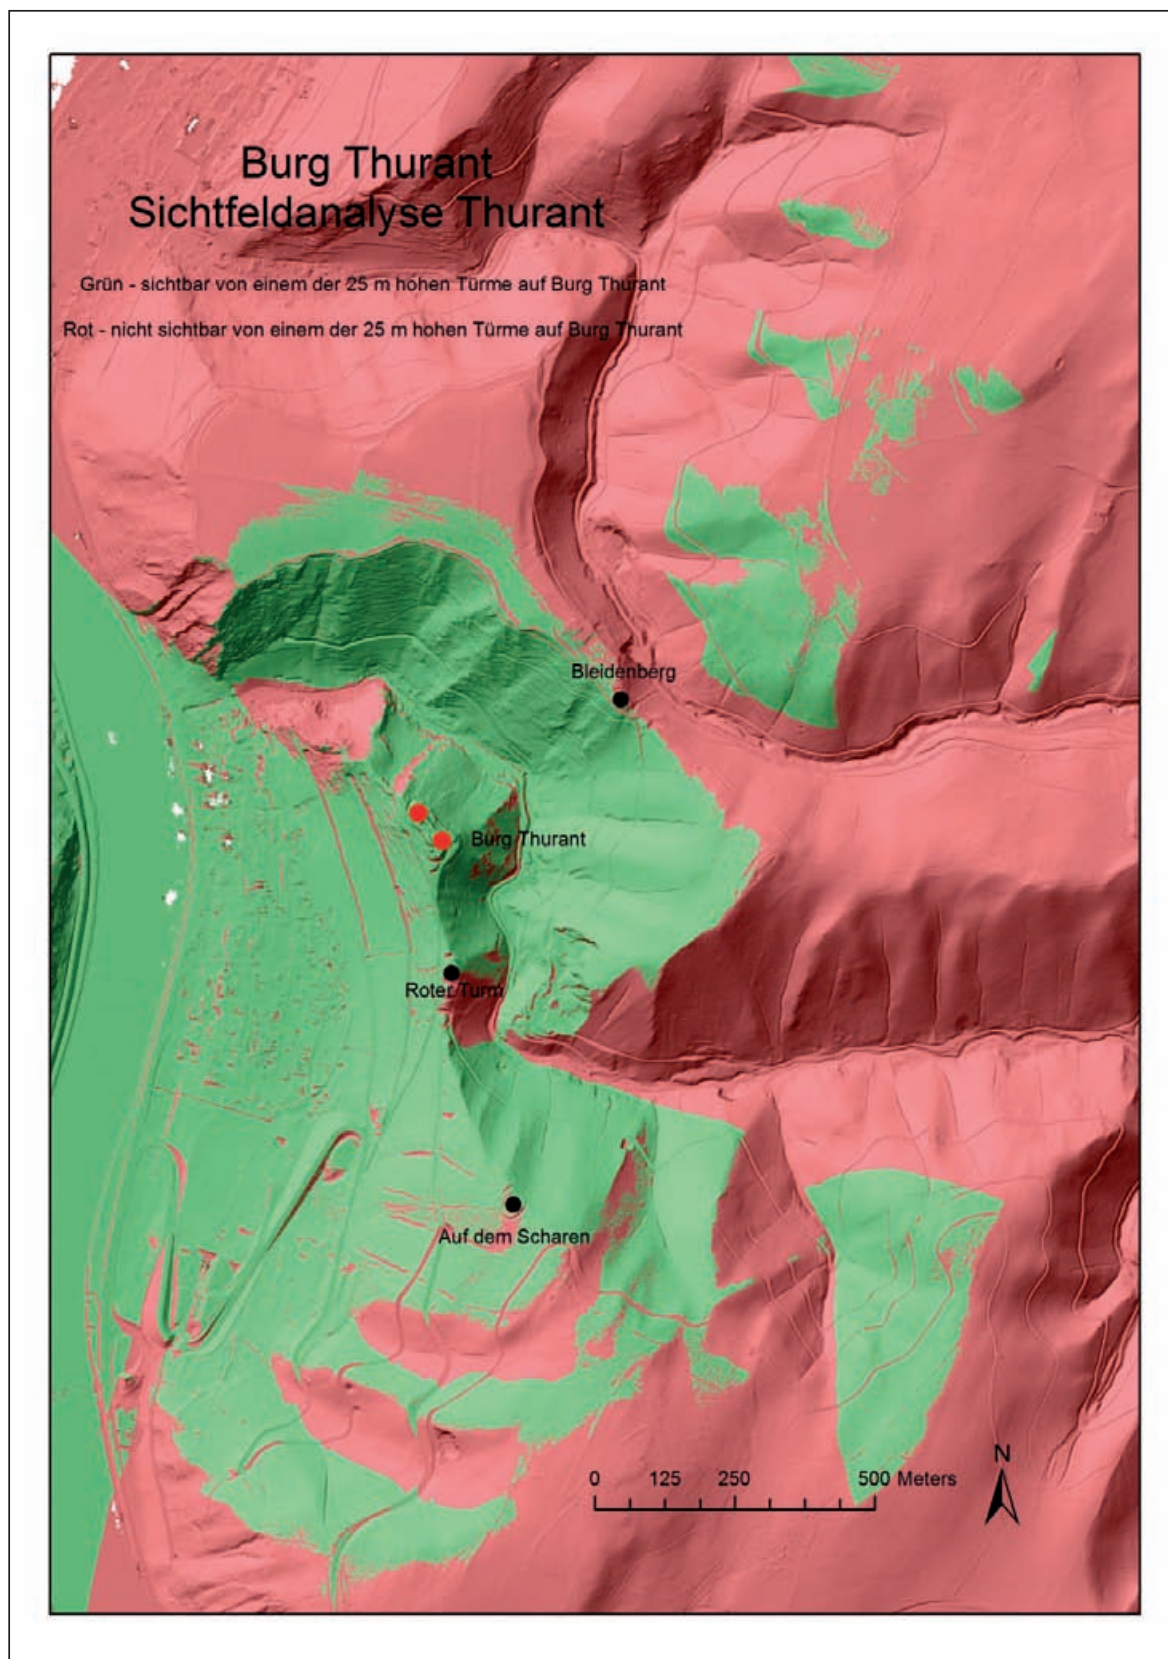 Burg Thurant
Sichtfeldanalyse Thurant
Grün - sichtbar von einem der 25 m hohen Türme auf Burg Thurant
Rot - nicht sichtbar von einem der 25 m hohen Türme auf Burg Thurant
Bleidenberg
Burg Thurant
Roter Turm
Auf dem Scharen
0 125 250 500 Meters
N